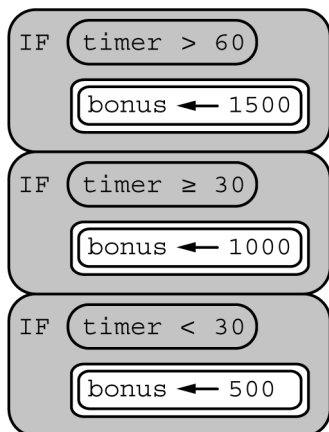 IF timer > 60
bonus ← 1500
IF timer ≥ 30
bonus ← 1000
IF timer < 30
bonus ← 500